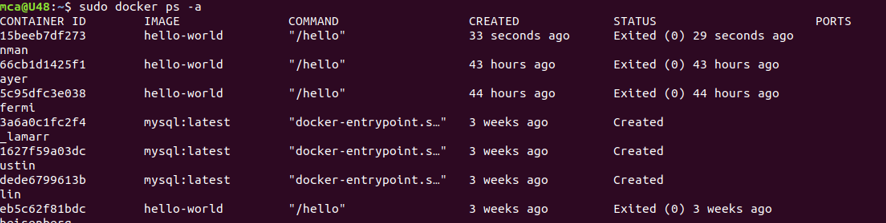 mca@U48:~$ sudo docker ps -a
CONTAINER ID IMAGE COMMAND CREATED STATUS PORTS
15beeb7df273 hello-world "/hello" 33 seconds ago Exited (0) 29 seconds ago
nman
66cb1d1425f1 hello-world "/hello" 43 hours ago Exited (0) 43 hours ago
ayer
5c95dfc3e038 hello-world "/hello" 44 hours ago Exited (0) 44 hours ago
fermi
3a6a0c1fc2f4 mysql:latest "docker-entrypoint.s…" 3 weeks ago Created
_lamarr
1627f59a03dc mysql:latest "docker-entrypoint.s…" 3 weeks ago Created
ustin
dede6799613b mysql:latest "docker-entrypoint.s…" 3 weeks ago Created
lin
eb5c62f81bdc hello-world "/hello" 3 weeks ago Exited (0) 3 weeks ago
heisenberg